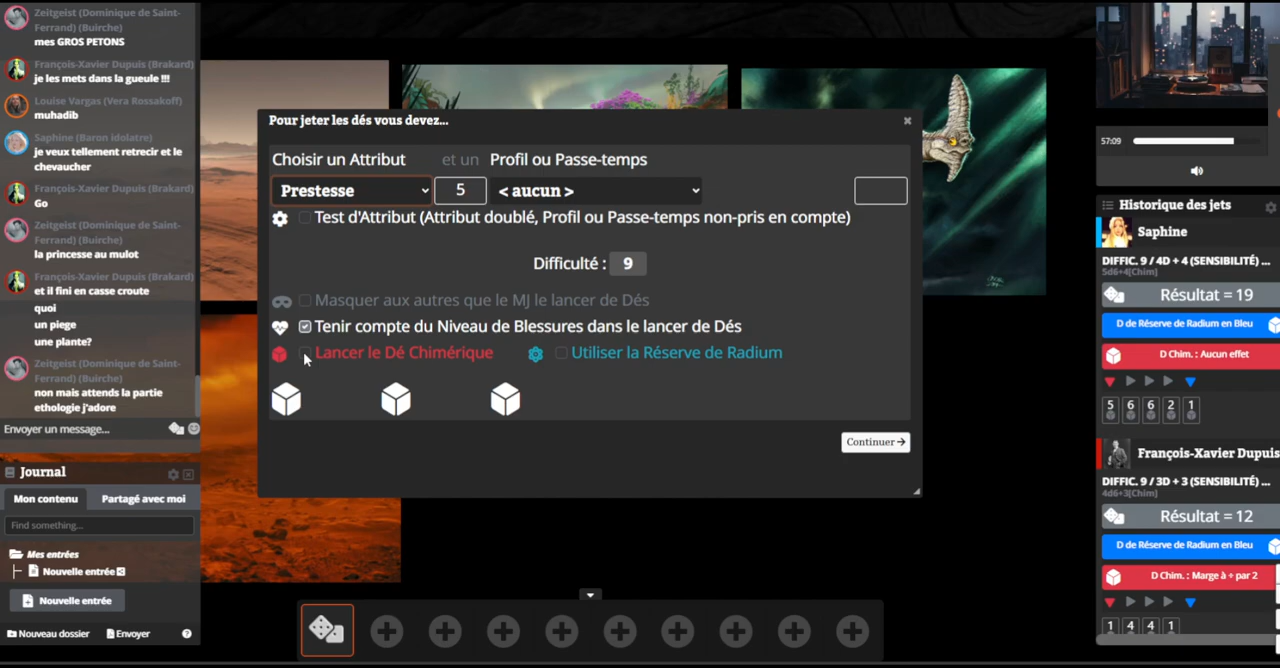 Zeitgeist (Dominique de Saint-
Ferrand) (Buirche)
mes GROS PETONS
François-Xavier Dupuis (Brakard)
je les mets dans la gueule !!!
Louise Vargas (Vera Rossakoff)
muhadib
Saphine (Baron idolatre)
je veux tellement retrecir et le
chevaucher
François-Xavier Dupuis (Brakard)
Go
Zeitgeist (Dominique de Saint-
Ferrand) (Buirche)
la princesse au mulot
François-Xavier Dupuis (Brakard)
et il fini en casse croute
quoi
un piege
une plante?
Zeitgeist (Dominique de Saint-
Ferrand) (Buirche)
non mais attends la partie
ethologie j'adore
Envoyer un message...
Journal
Mon contenu
Partagé avec moi
Find something...
Mes entrées
Nouvelle entrée
Nouvelle entrée
Nouveau dossier
Envoyer
?
Pour jeter les dés vous devez...
Choisir un Attribut et un Profil ou Passe-temps
Prestesse 5 < aucun >
Test d'Attribut (Attribut doublé, Profil ou Passe-temps non-pris en compte)
Difficulté : 9
Masquer aux autres que le MJ le lancer de Dés
Tenir compte du Niveau de Blessures dans le lancer de Dés
Lancer le Dé Chimérique
Utiliser la Réserve de Radium
Continuer
57:09
Historique des jets
Saphine
DIFFIC. 9 / 4D + 4 (SENSIBILITÉ) ...
5d6+4[Chim]
Résultat = 19
D de Réserve de Radium en Bleu
D Chim. : Aucun effet
5 6 6 2 1
François-Xavier Dupuis
DIFFIC. 9 / 3D + 3 (SENSIBILITÉ) ...
4d6+3[Chim]
Résultat = 12
D de Réserve de Radium en Bleu
D Chim. : Marge à ÷ par 2
1 4 4 1